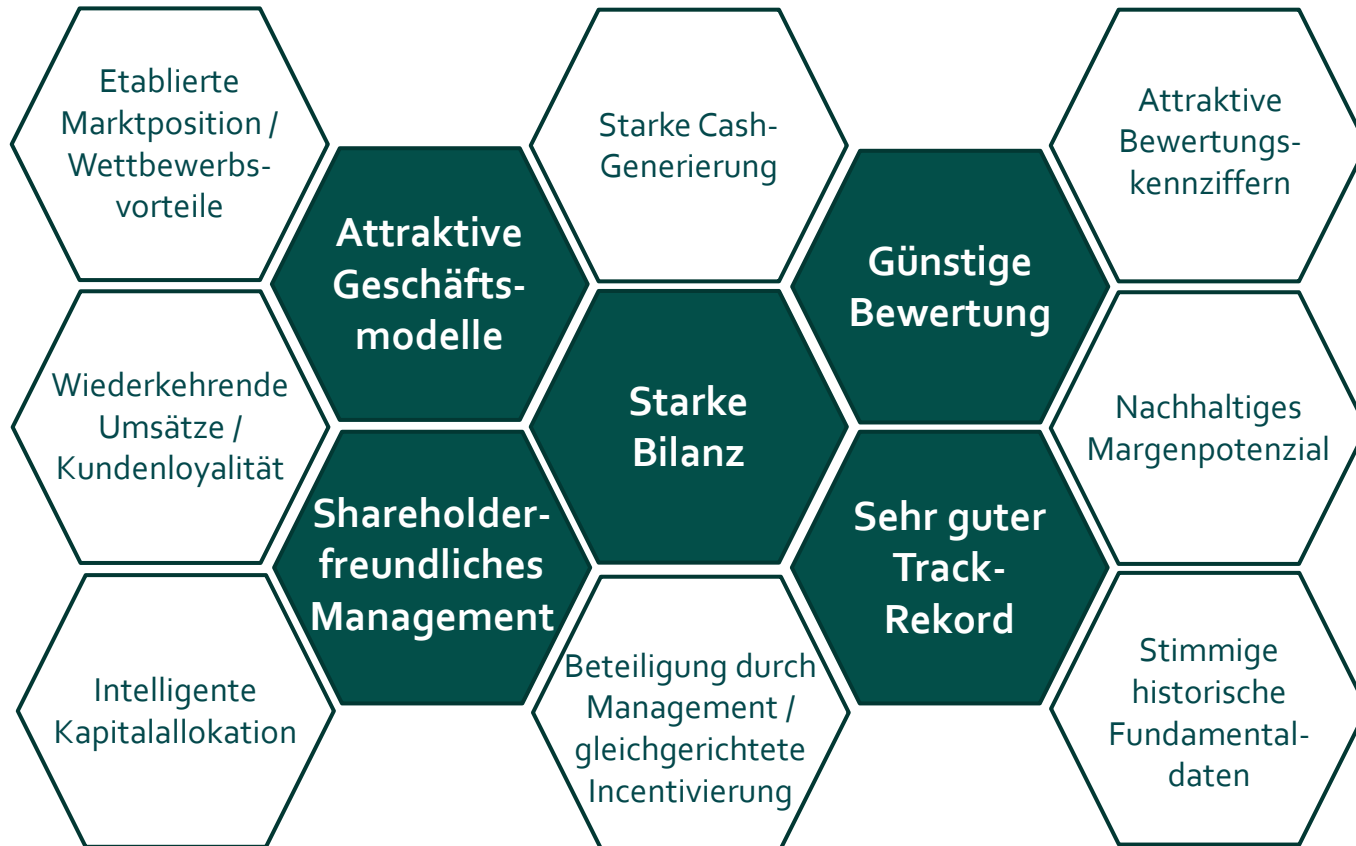 Etablierte
Marktposition /
Wettbewerbs-
vorteile
Starke Cash-
Generierung
Attraktive
Bewertungs-
kennziffern
Attraktive
Geschäfts-
modelle
Günstige
Bewertung
Wiederkehrende
Umsätze /
Kundenloyalität
Starke
Bilanz
Nachhaltiges
Margenpotenzial
Shareholder-
freundliches
Management
Sehr guter
Track-
Rekord
Intelligente
Kapitalallokation
Beteiligung durch
Management /
gleichgerichtete
Incentivierung
Stimmige
historische
Fundamental-
daten